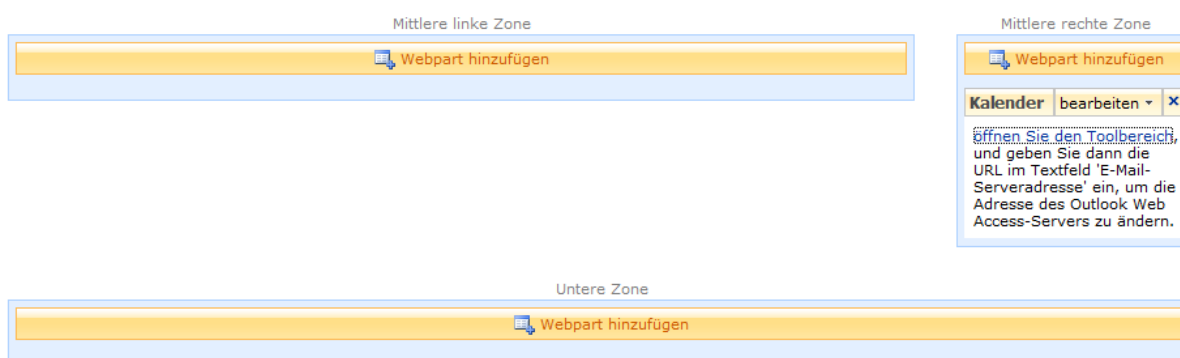 Mittlere linke Zone
Webpart hinzufügen
Mittlere rechte Zone
Webpart hinzufügen
Kalender bearbeiten
öffnen Sie den Toolbereich,
und geben Sie dann die
URL im Textfeld 'E-Mail-
Serveradresse' ein, um die
Adresse des Outlook Web
Access-Servers zu ändern.
Untere Zone
Webpart hinzufügen